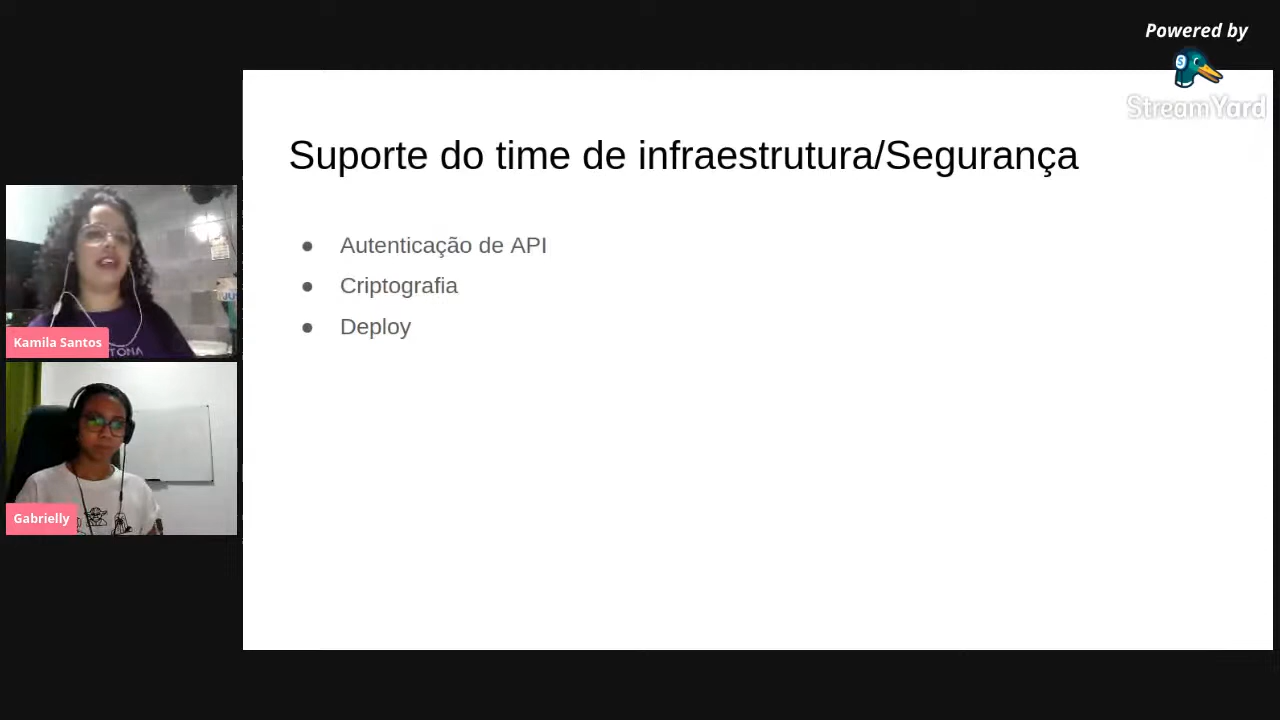 Powered by
StreamYard
Suporte do time de infraestrutura/Segurança
● Autenticação de API
● Criptografia
● Deploy
Kamila Santos
Gabrielly